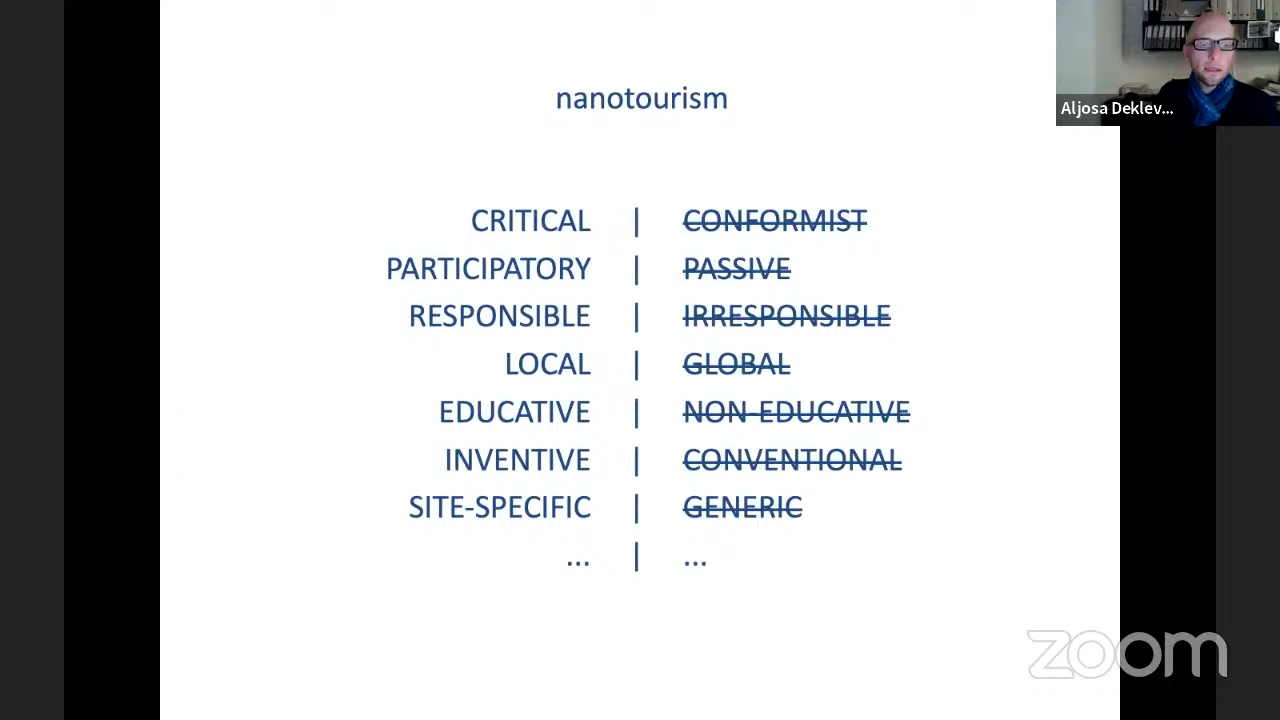 nanotourism
Aljosa Deklev...
CRITICAL | CONFORMIST
PARTICIPATORY | PASSIVE
RESPONSIBLE | IRRESPONSIBLE
LOCAL | GLOBAL
EDUCATIVE | NON-EDUCATIVE
INVENTIVE | CONVENTIONAL
SITE-SPECIFIC | GENERIC
... | ...
zoom